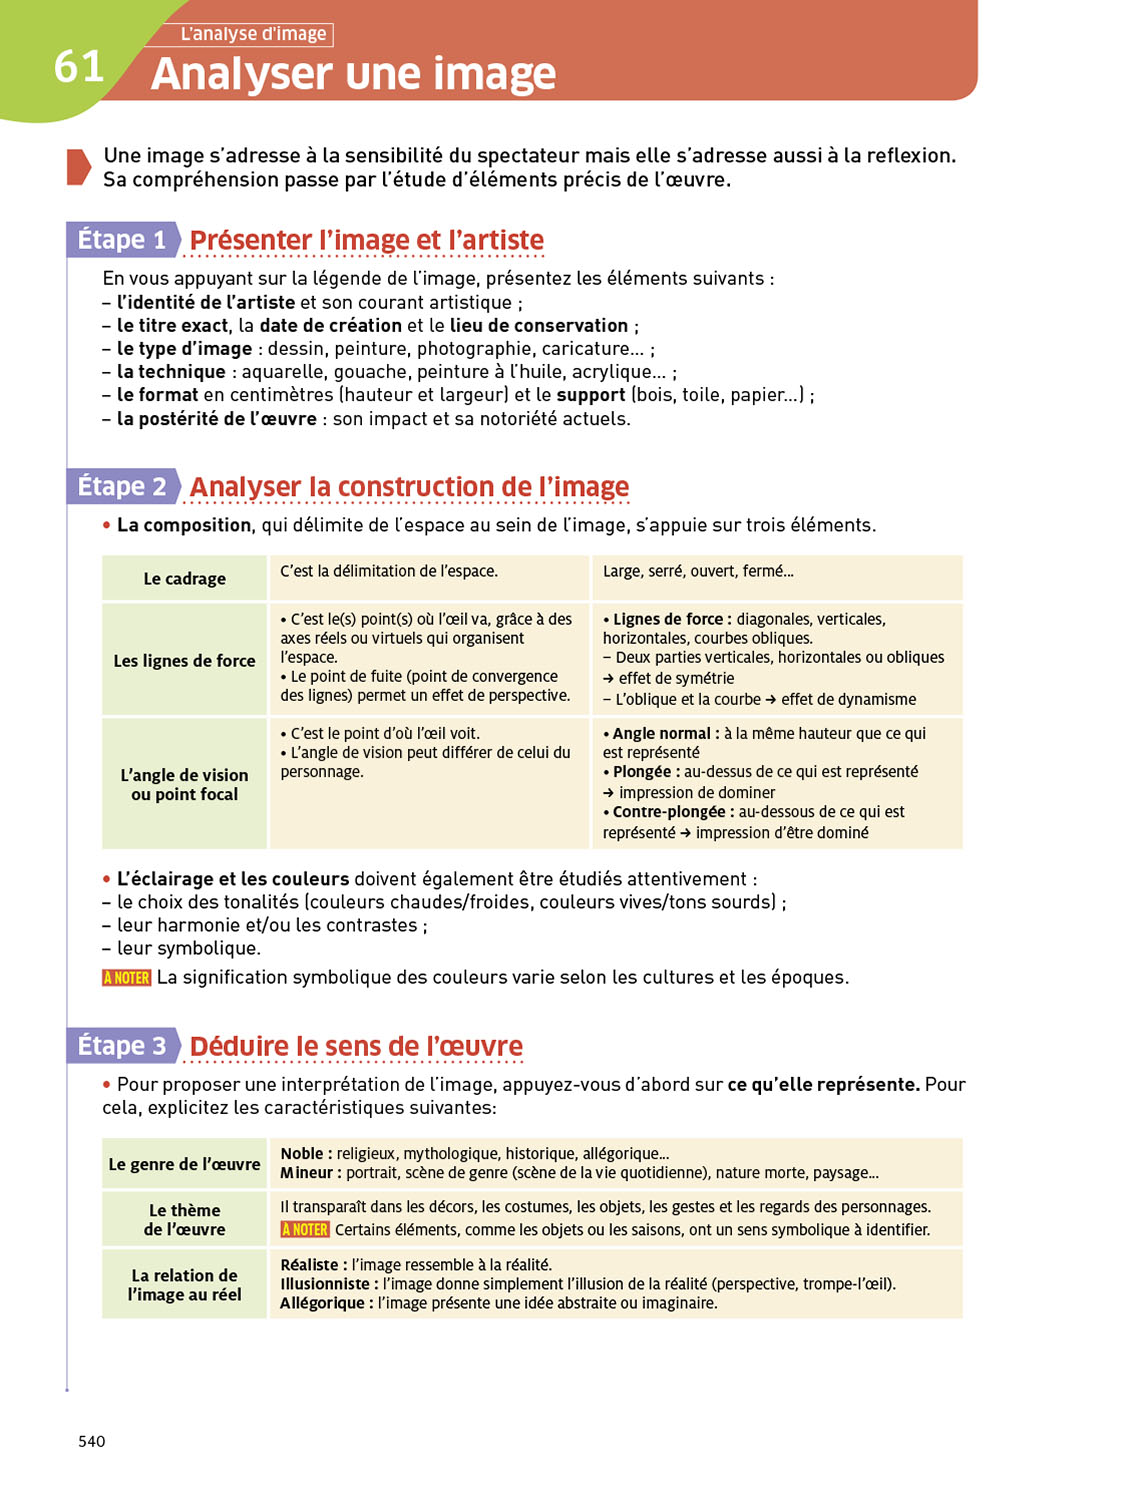 61
L'analyse d'image
Analyser une image
Une image s'adresse à la sensibilité du spectateur mais elle s'adresse aussi à la reflexion.
Sa compréhension passe par l'étude d'éléments précis de l'œuvre.
Étape 1 Présenter l'image et l'artiste
En vous appuyant sur la légende de l'image, présentez les éléments suivants :
– l'identité de l'artiste et son courant artistique ;
– le titre exact, la date de création et le lieu de conservation ;
– le type d'image : dessin, peinture, photographie, caricature... ;
– la technique : aquarelle, gouache, peinture à l'huile, acrylique... ;
– le format en centimètres (hauteur et largeur) et le support (bois, toile, papier...) ;
– la postérité de l'œuvre : son impact et sa notoriété actuels.
Étape 2 Analyser la construction de l'image
• La composition, qui délimite de l'espace au sein de l'image, s'appuie sur trois éléments.
Le cadrage
C'est la délimitation de l'espace.
Large, serré, ouvert, fermé...
Les lignes de force
• C'est le(s) point(s) où l'œil va, grâce à des
axes réels ou virtuels qui organisent
l'espace.
• Le point de fuite (point de convergence
des lignes) permet un effet de perspective.
• Lignes de force : diagonales, verticales,
horizontales, courbes obliques.
– Deux parties verticales, horizontales ou obliques
→ effet de symétrie
– L'oblique et la courbe → effet de dynamisme
L'angle de vision
ou point focal
• C'est le point d'où l'œil voit.
• L'angle de vision peut différer de celui du
personnage.
• Angle normal : à la même hauteur que ce qui
est représenté
• Plongée : au-dessus de ce qui est représenté
→ impression de dominer
• Contre-plongée : au-dessous de ce qui est
représenté → impression d'être dominé
• L'éclairage et les couleurs doivent également être étudiés attentivement :
– le choix des tonalités (couleurs chaudes/froides, couleurs vives/tons sourds) ;
– leur harmonie et/ou les contrastes ;
– leur symbolique.
À NOTER La signification symbolique des couleurs varie selon les cultures et les époques.
Étape 3 Déduire le sens de l'œuvre
• Pour proposer une interprétation de l'image, appuyez-vous d'abord sur ce qu'elle représente. Pour
cela, explicitez les caractéristiques suivantes:
Le genre de l'œuvre
Noble : religieux, mythologique, historique, allégorique...
Mineur : portrait, scène de genre (scène de la vie quotidienne), nature morte, paysage...
Le thème
de l'œuvre
Il transparaît dans les décors, les costumes, les objets, les gestes et les regards des personnages.
À NOTER Certains éléments, comme les objets ou les saisons, ont un sens symbolique à identifier.
La relation de
l'image au réel
Réaliste : l'image ressemble à la réalité.
Illusionniste : l'image donne simplement l'illusion de la réalité (perspective, trompe-l'œil).
Allégorique : l'image présente une idée abstraite ou imaginaire.
540